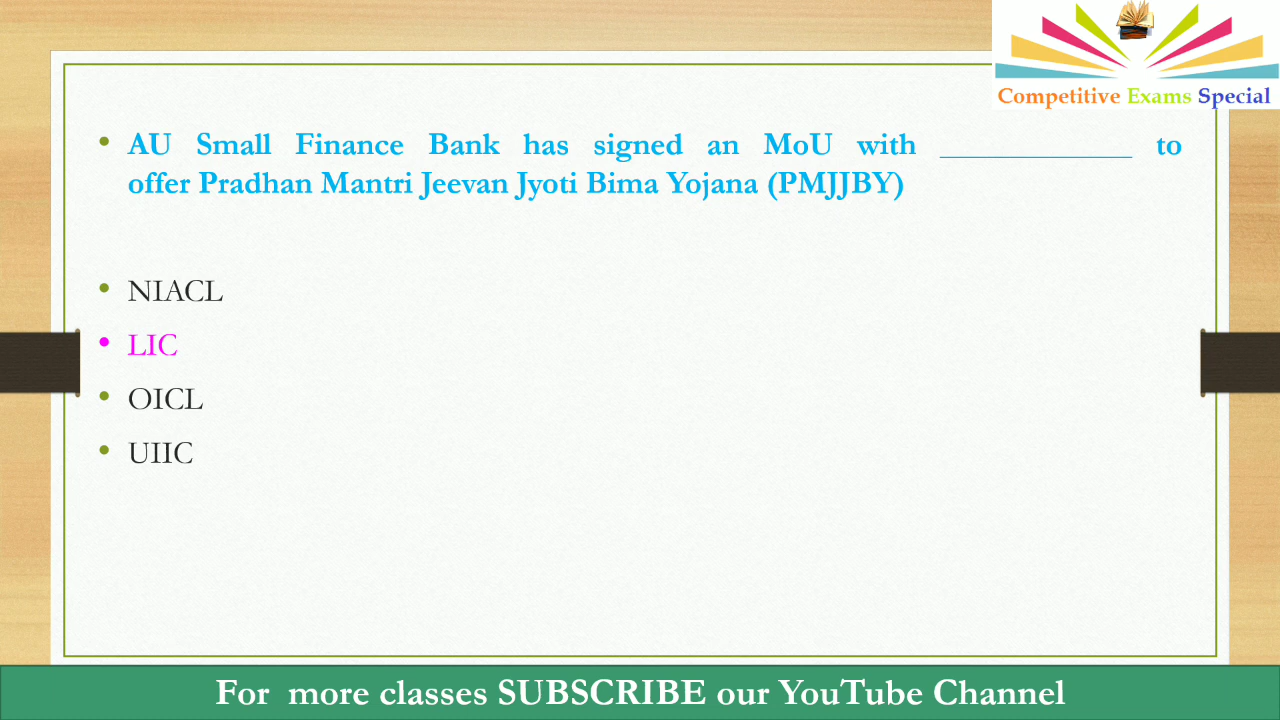 Competitive Exams Special
• AU Small Finance Bank has signed an MoU with ____________ to
offer Pradhan Mantri Jeevan Jyoti Bima Yojana (PMJJBY)
• NIACL
• LIC
• OICL
• UIIC
For  more classes SUBSCRIBE our YouTube Channel